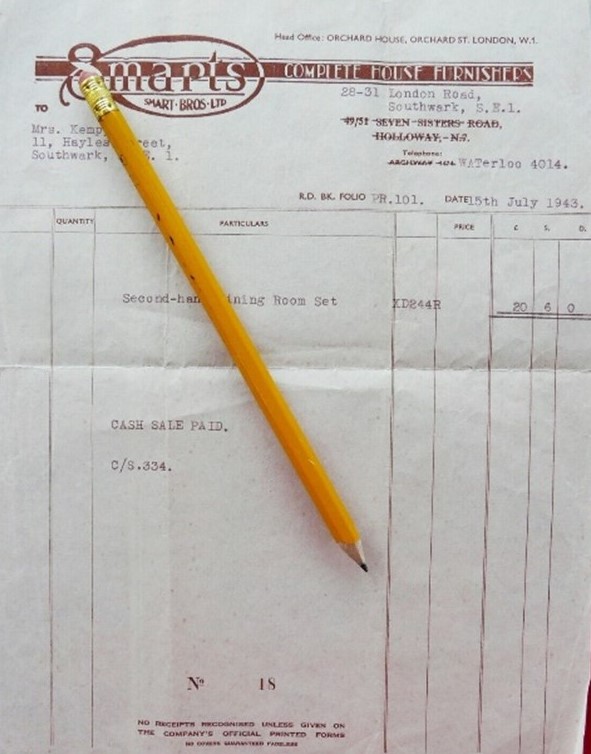 Head Office: ORCHARD HOUSE, ORCHARD ST. LONDON, W.1.
Smarts
SMART·BROS·LTD
COMPLETE HOUSE FURNISHERS
28-31 London Road,
Southwark, S.E.1.
49/51 SEVEN SISTERS ROAD,
HOLLOWAY, N.7.
Telephone:
WATerloo 4014.
TO
Mrs. Kemp
11, Hayles
Southwark, S. 1.
R.D. BK. FOLIO PR.101. DATE 15th July 1943.
QUANTITY PARTICULARS PRICE £ S. D.
Second-han ining Room Set KD244R 20 6 0
CASH SALE PAID.
C/S.334.
Nº 18
NO RECEIPTS RECOGNISED UNLESS GIVEN ON
THE COMPANY'S OFFICIAL PRINTED FORMS